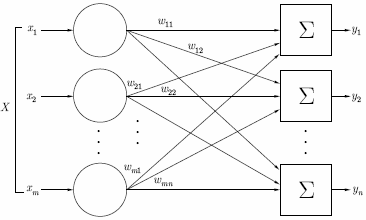 x₁ w₁₁ Σ y₁
w₁₂
X x₂ w₂₁ w₂₂ Σ y₂
xₘ wₘ₁ wₘₙ Σ yₙ